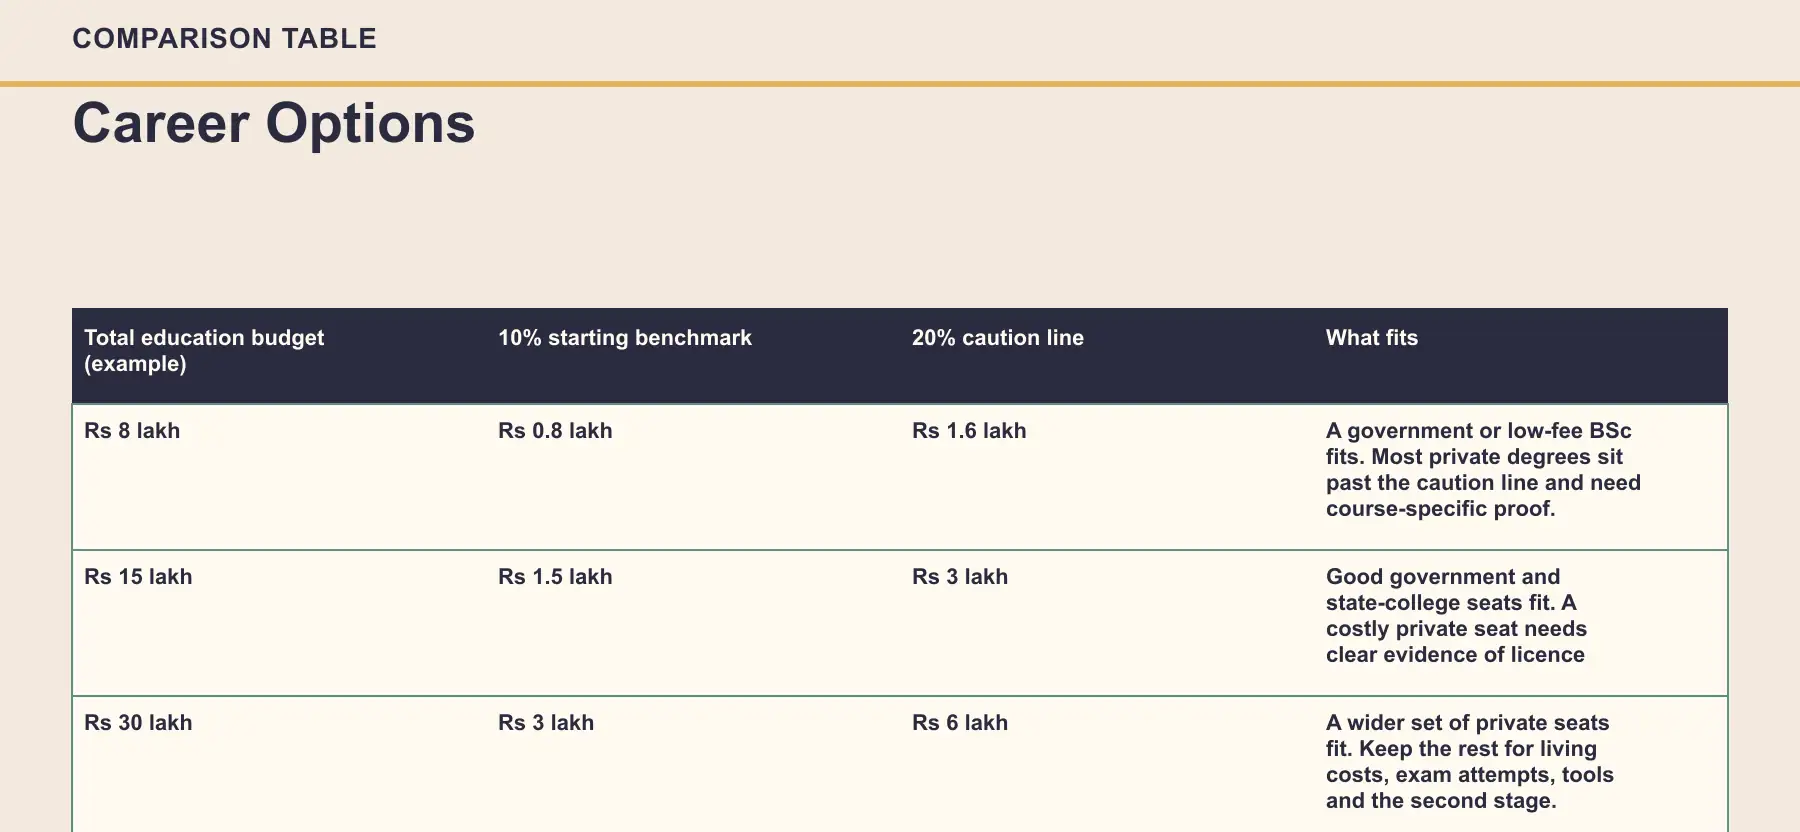 COMPARISON TABLE
Career Options
Total education budget
(example)
10% starting benchmark
20% caution line
What fits
Rs 8 lakh
Rs 0.8 lakh
Rs 1.6 lakh
A government or low-fee BSc
fits. Most private degrees sit
past the caution line and need
course-specific proof.
Rs 15 lakh
Rs 1.5 lakh
Rs 3 lakh
Good government and
state-college seats fit. A
costly private seat needs
clear evidence of licence
Rs 30 lakh
Rs 3 lakh
Rs 6 lakh
A wider set of private seats
fit. Keep the rest for living
costs, exam attempts, tools
and the second stage.